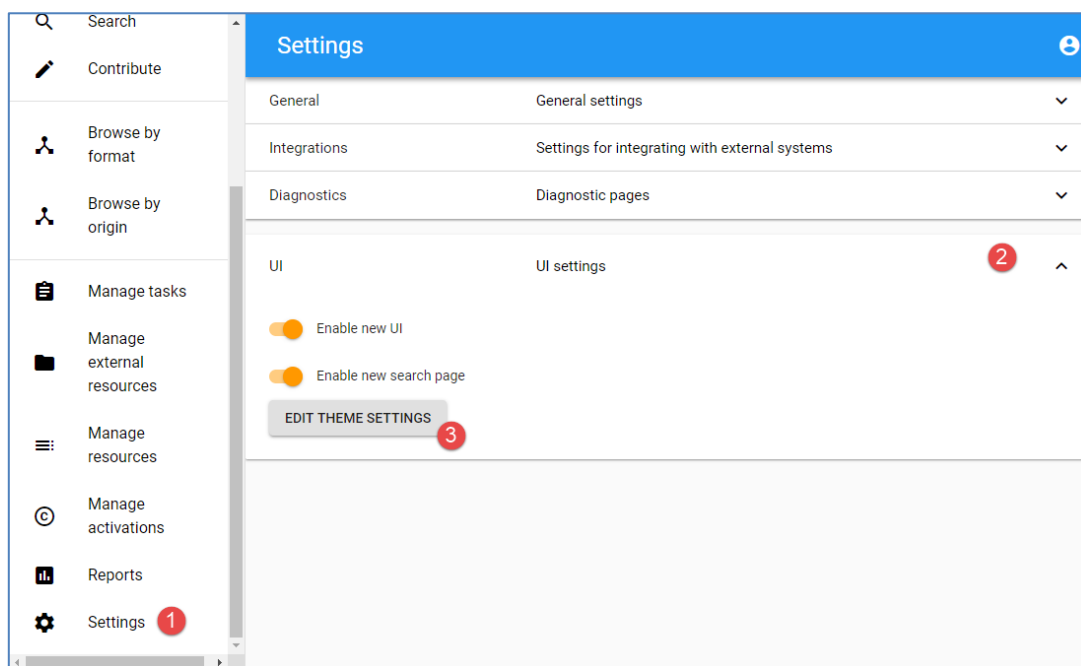 Search
Contribute
Browse by
format
Browse by
origin
Manage tasks
Manage
external
resources
Manage
resources
Manage
activations
Reports
Settings 1
Settings
General General settings
Integrations Settings for integrating with external systems
Diagnostics Diagnostic pages
UI UI settings 2
Enable new UI
Enable new search page
EDIT THEME SETTINGS
3